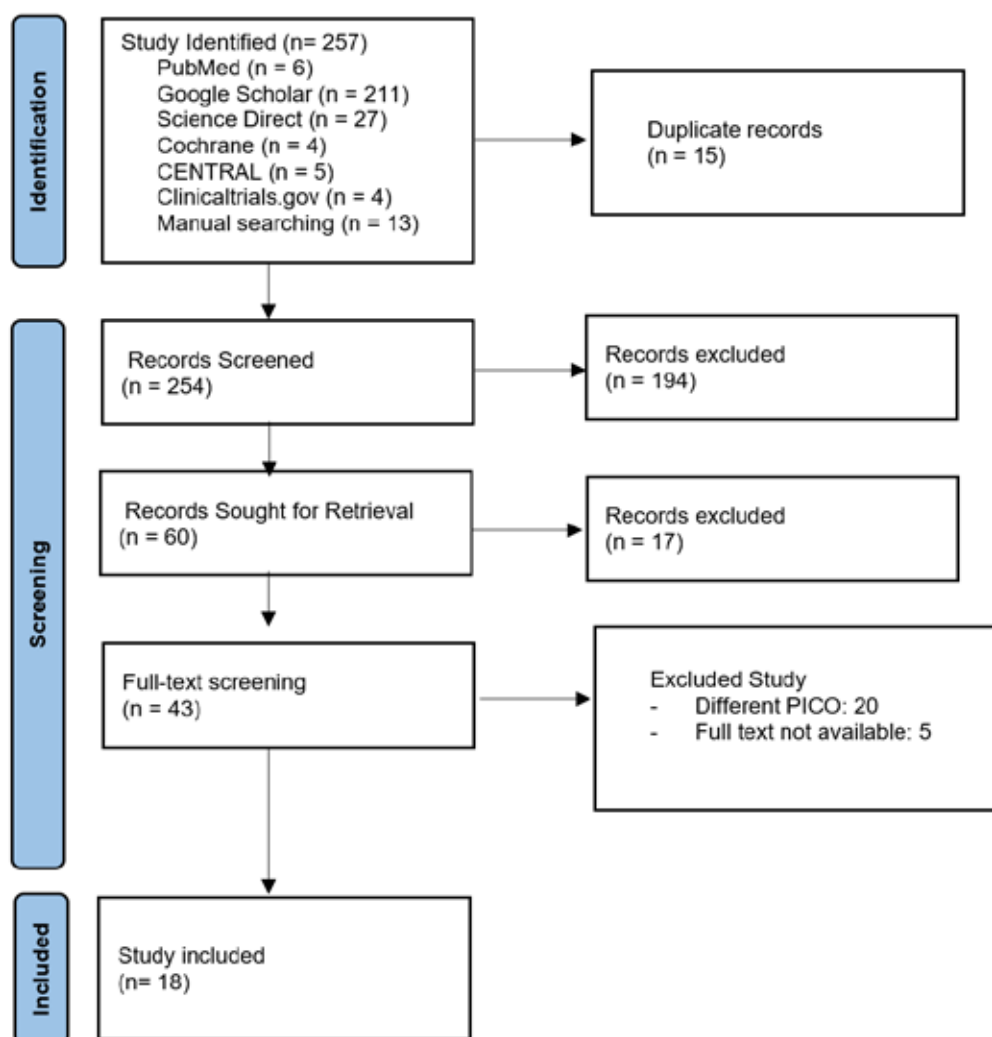 Identification
Study Identified (n= 257)
PubMed (n = 6)
Google Scholar (n = 211)
Science Direct (n = 27)
Cochrane (n = 4)
CENTRAL (n = 5)
Clinicaltrials.gov (n = 4)
Manual searching (n = 13)
Duplicate records
(n = 15)
Screening
Records Screened
(n = 254)
Records excluded
(n = 194)
Records Sought for Retrieval
(n = 60)
Records excluded
(n = 17)
Full-text screening
(n = 43)
Excluded Study
- Different PICO: 20
- Full text not available: 5
Included
Study included
(n= 18)